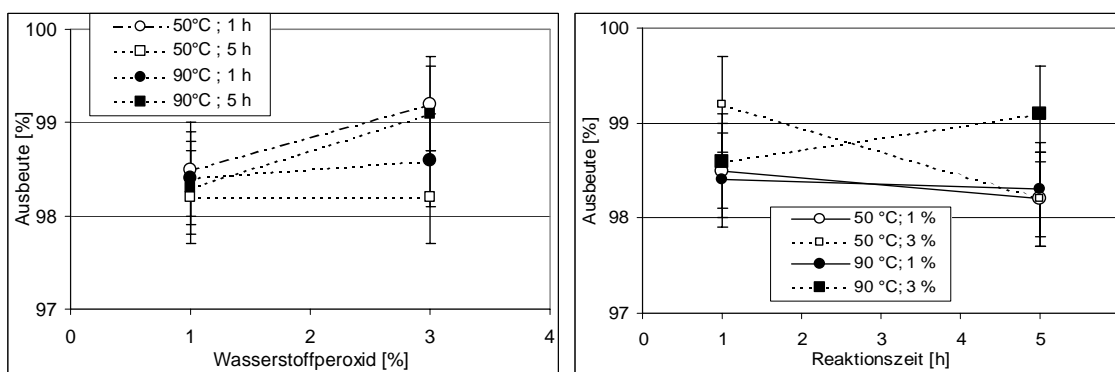 100
99
98
97
0
1
2
3
4
Ausbeute [%]
Wasserstoffperoxid [%]
50°C ; 1 h
50°C ; 5 h
90°C ; 1 h
90°C ; 5 h
100
99
98
97
0
1
2
3
4
5
6
Ausbeute [%]
Reaktionszeit [h]
50 °C; 1 %
50 °C; 3 %
90 °C; 1 %
90 °C; 3 %